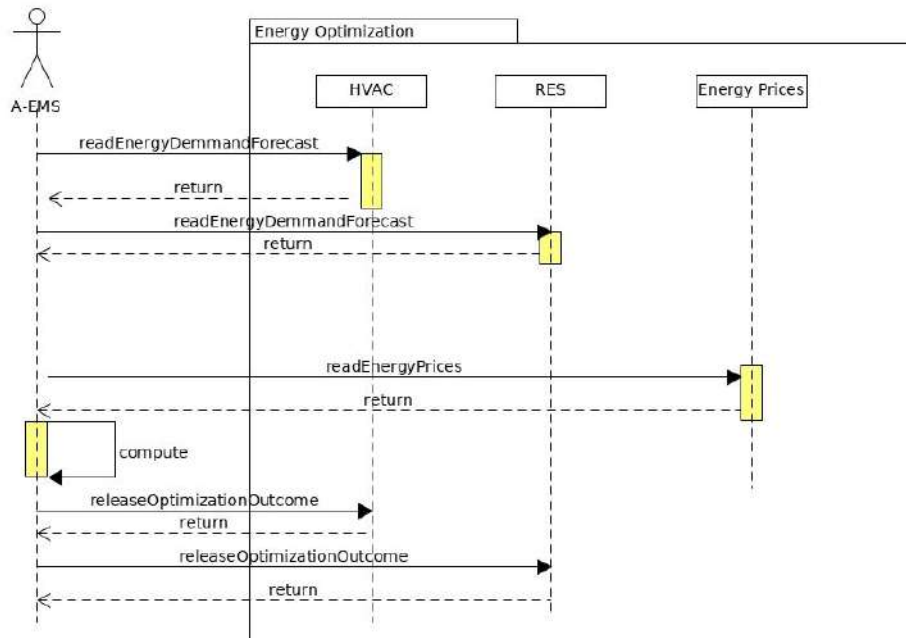 Energy Optimization
HVAC
RES
Energy Prices
A-EMS
readEnergyDemmandForecast
return
readEnergyDemmandForecast
return
readEnergyPrices
return
compute
releaseOptimizationOutcome
return
releaseOptimizationOutcome
return